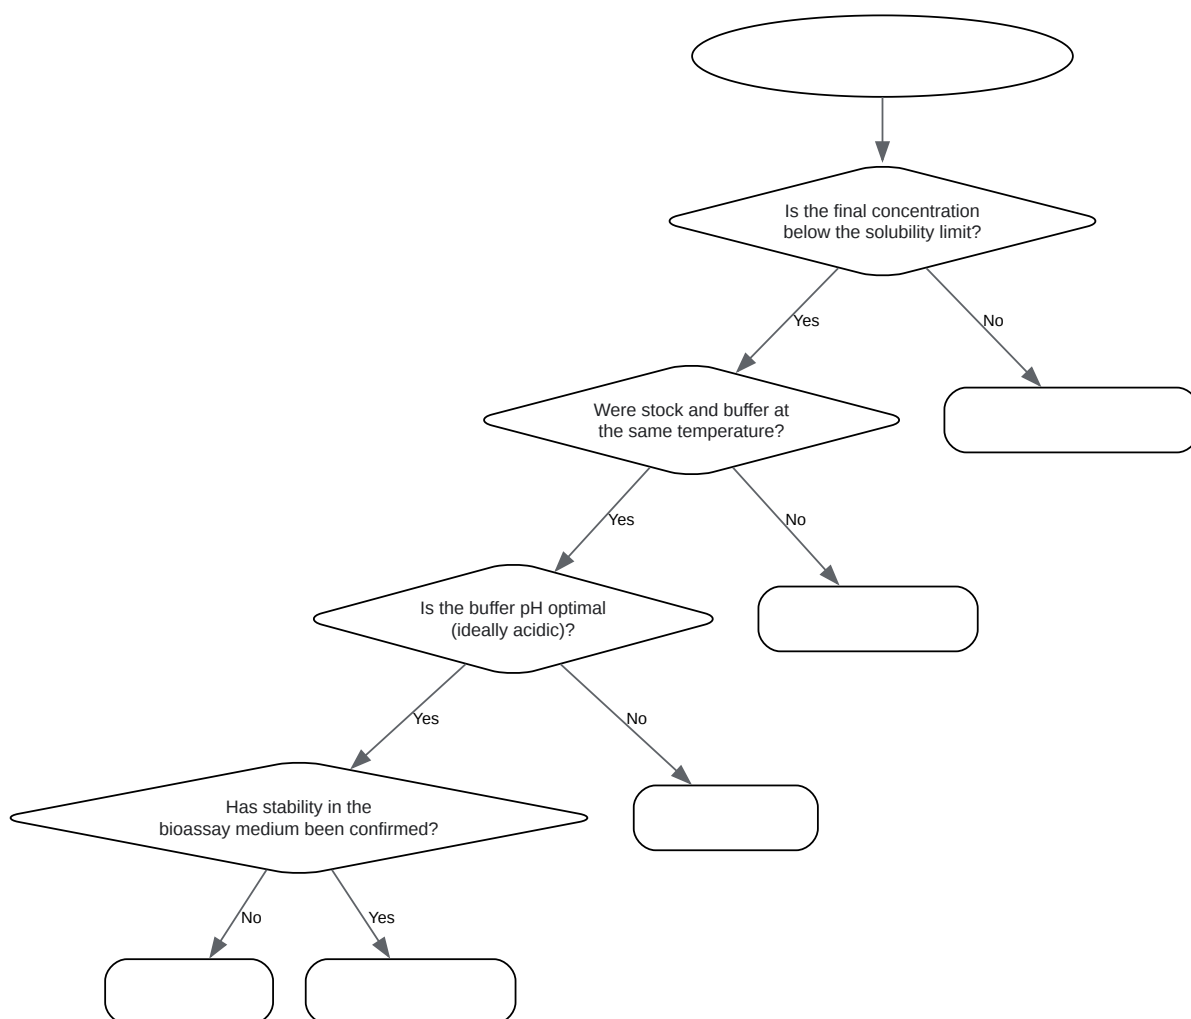 Is the final concentration
below the solubility limit?
Yes
No
Were stock and buffer at
the same temperature?
Yes
No
Is the buffer pH optimal
(ideally acidic)?
Yes
No
Has stability in the
bioassay medium been confirmed?
No
Yes